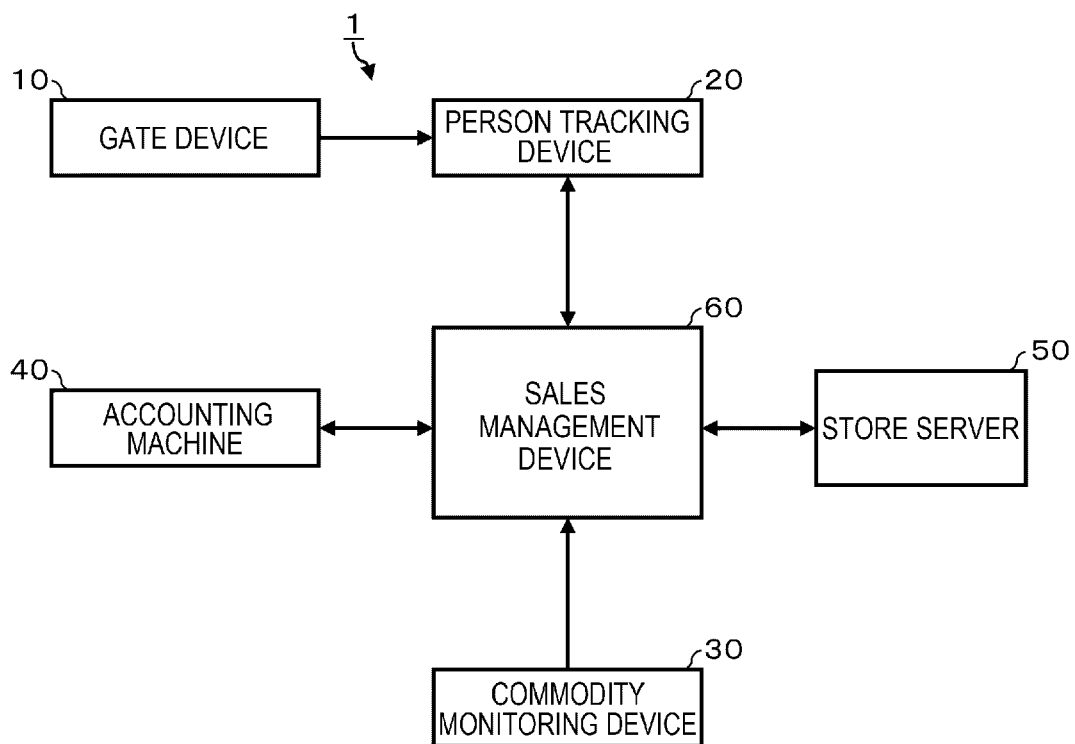 1
10
GATE DEVICE
20
PERSON TRACKING
DEVICE
60
SALES
MANAGEMENT
DEVICE
40
ACCOUNTING
MACHINE
50
STORE SERVER
30
COMMODITY
MONITORING DEVICE